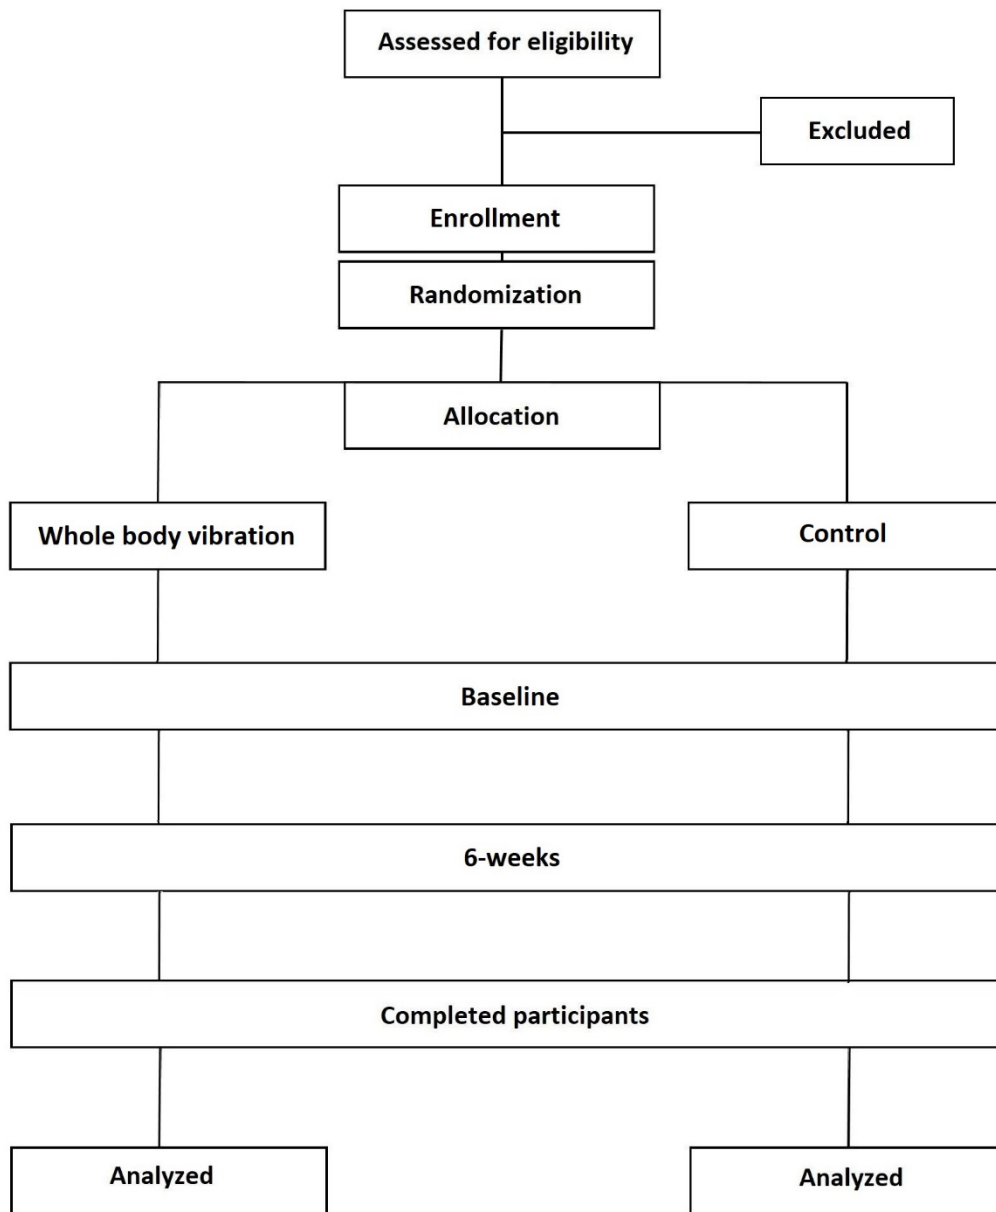 Assessed for eligibility
Excluded
Enrollment
Randomization
Allocation
Whole body vibration
Control
Baseline
6-weeks
Completed participants
Analyzed
Analyzed